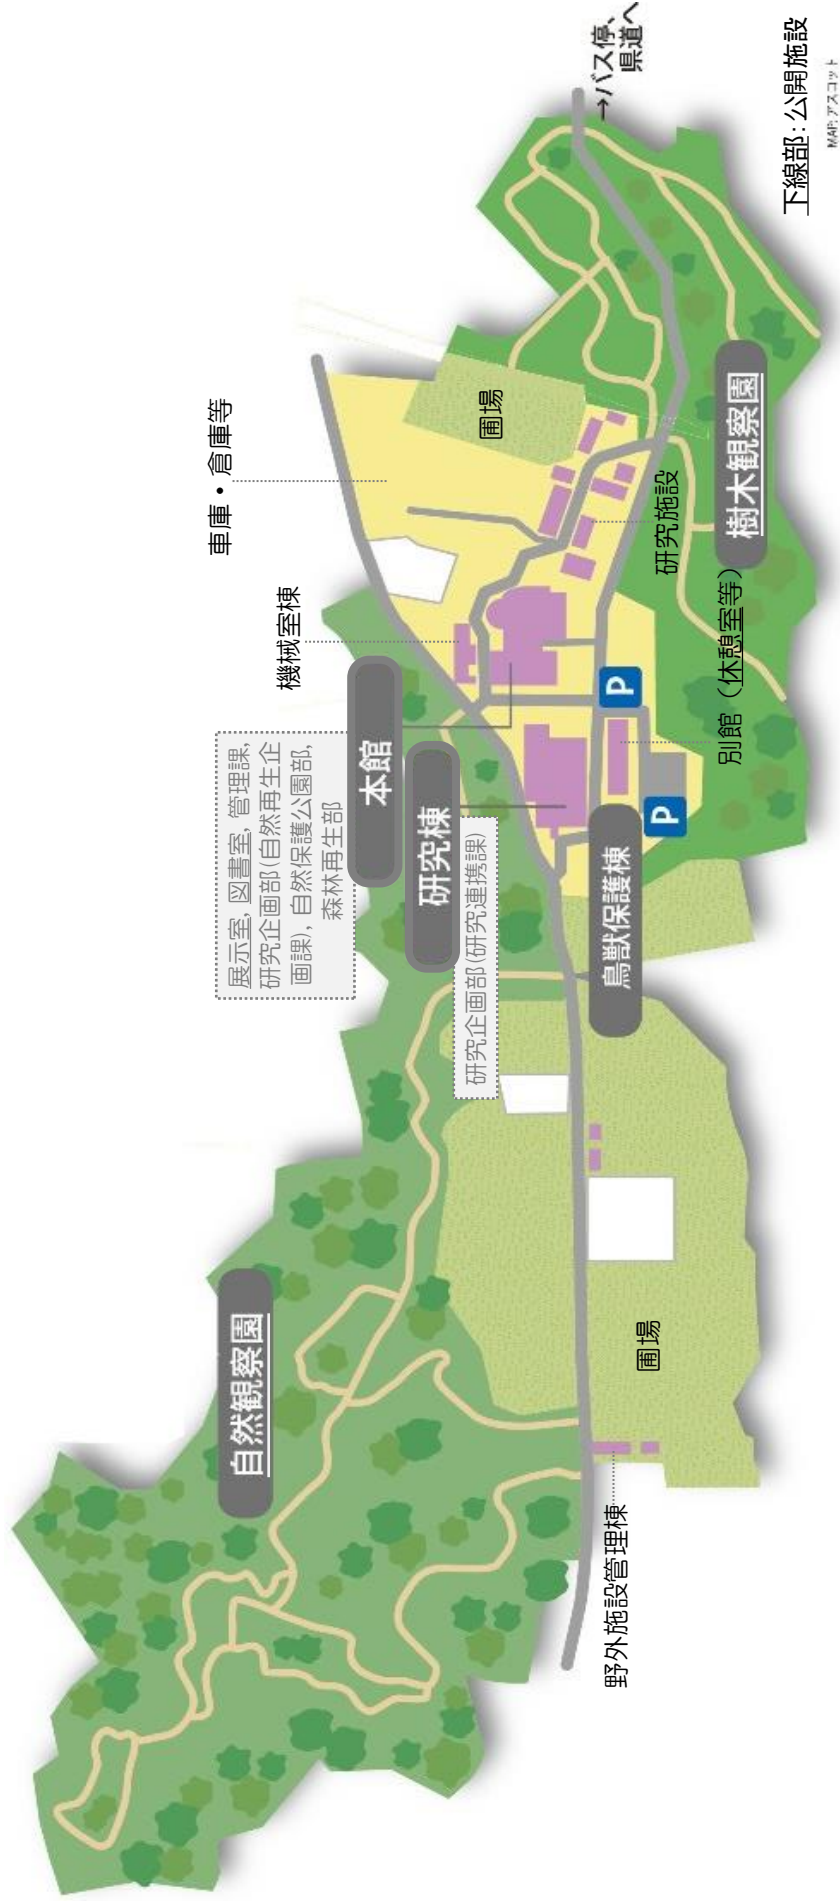 自然観察園
展示室, 図書室, 管理課,
研究企画部(自然再生企
画課), 自然保護公園部,
森林再生部
本館
研究棟
研究企画部(研究連携課)
機械室棟
車庫・倉庫等
圃場
研究施設
樹木観察園
別館（休憩室等）
P
P
鳥獣保護棟
圃場
野外施設管理棟
→バス停、
県道へ
下線部：公開施設
MAP：アスコット